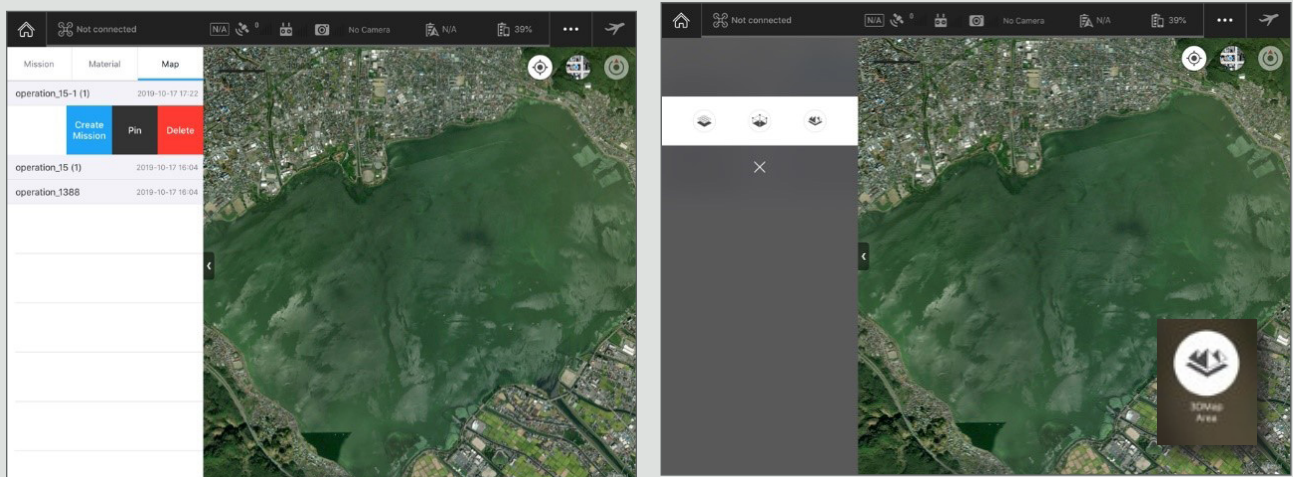 Not connected
N/A
0
No Camera
N/A
39%
Mission
Material
Map
operation_15-1 (1)
2019-10-17 17:22
Create
Mission
Pin
Delete
operation_15 (1)
2019-10-17 16:04
operation_1388
2019-10-17 16:04
Not connected
N/A
0
No Camera
N/A
39%
3DMap
Area